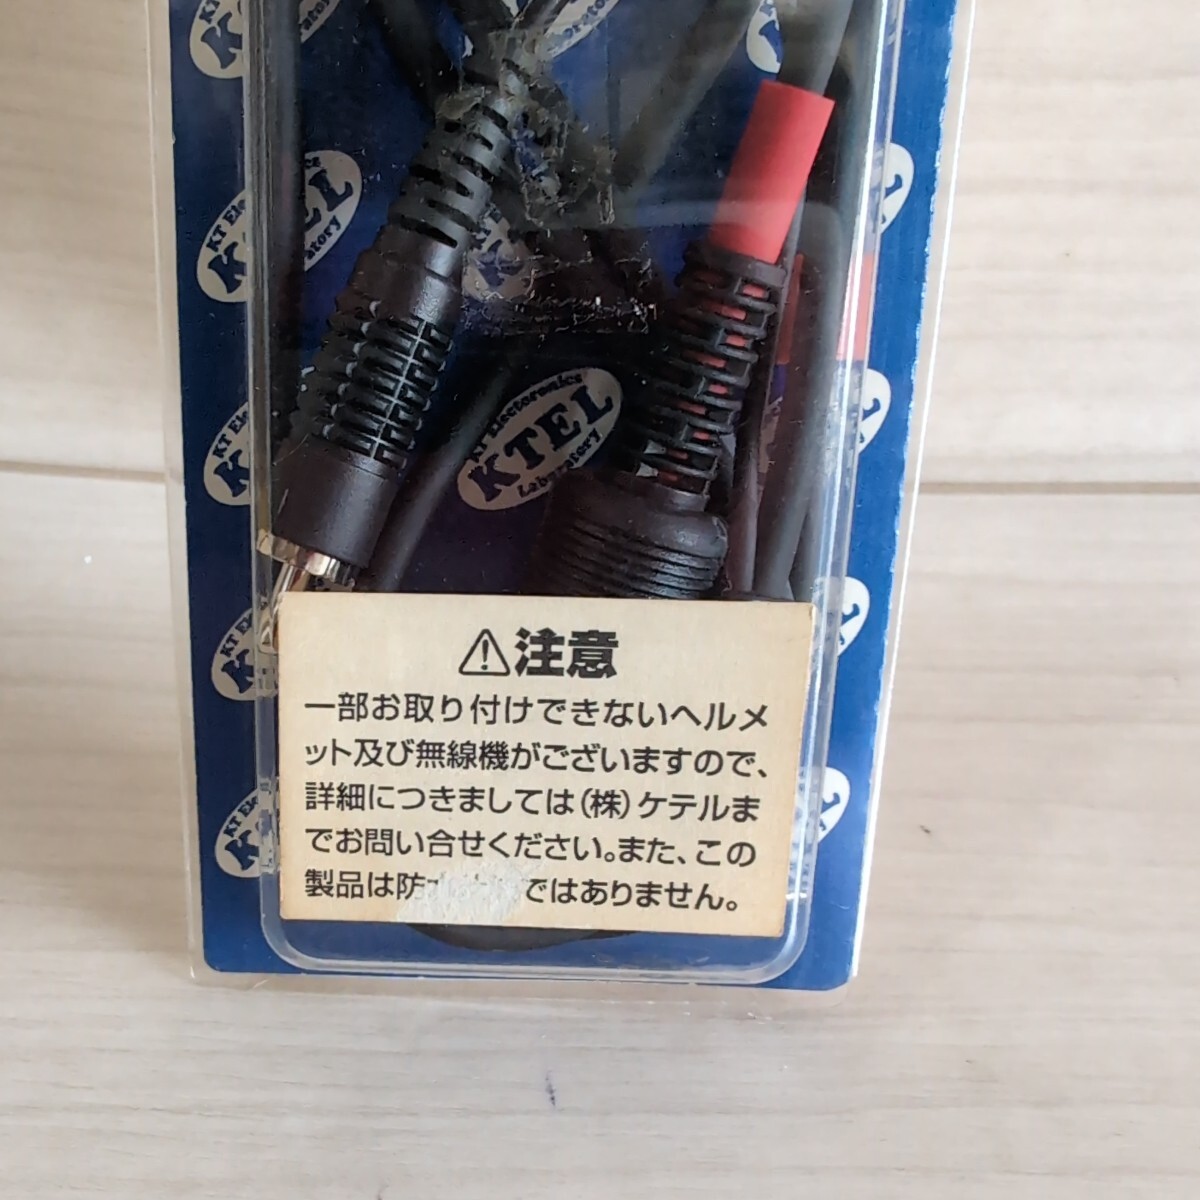 KT Electoronics
KTEL
Laboratory
⚠注意
一部お取り付けできないヘルメ
ット及び無線機がございますので、
詳細につきましては(株)ケテルま
でお問い合せください。また、この
製品は防 ではありません。